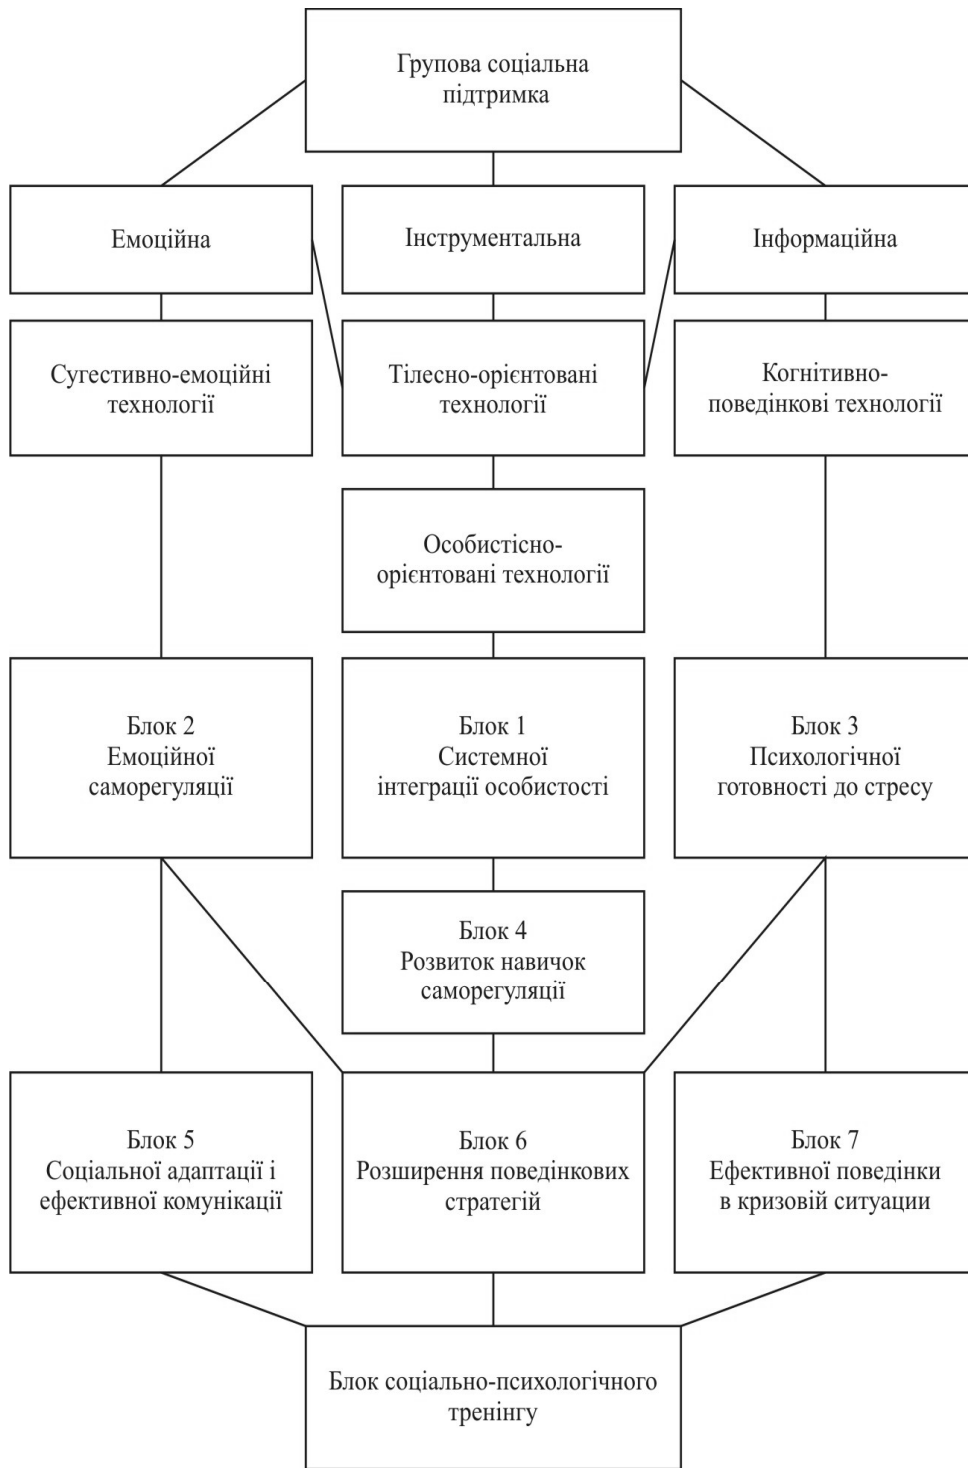 Групова соціальна
підтримка
Емоційна
Інструментальна
Інформаційна
Сугестивно-емоційні
технології
Тілесно-орієнтовані
технології
Когнітивно-
поведінкові технології
Особистісно-
орієнтовані технології
Блок 2
Емоційної
саморегуляції
Блок 1
Системної
інтеграції особистості
Блок 3
Психологічної
готовності до стресу
Блок 4
Розвиток навичок
саморегуляції
Блок 5
Соціальної адаптації і
ефективної комунікації
Блок 6
Розширення поведінкових
стратегій
Блок 7
Ефективної поведінки
в кризовій ситуации
Блок соціально-психологічного
тренінгу